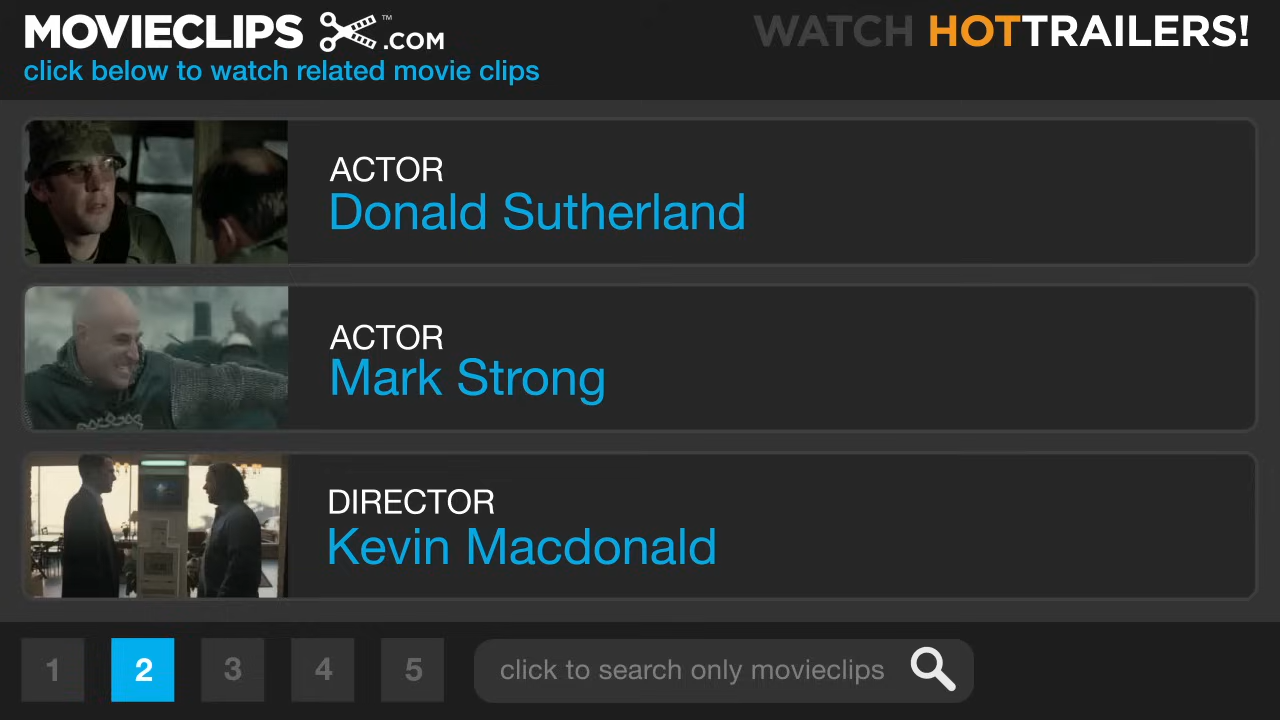 MOVIECLIPS ™ .COM
WATCH HOTTRAILERS!
click below to watch related movie clips
ACTOR
Donald Sutherland
ACTOR
Mark Strong
DIRECTOR
Kevin Macdonald
1 2 3 4 5
click to search only movieclips